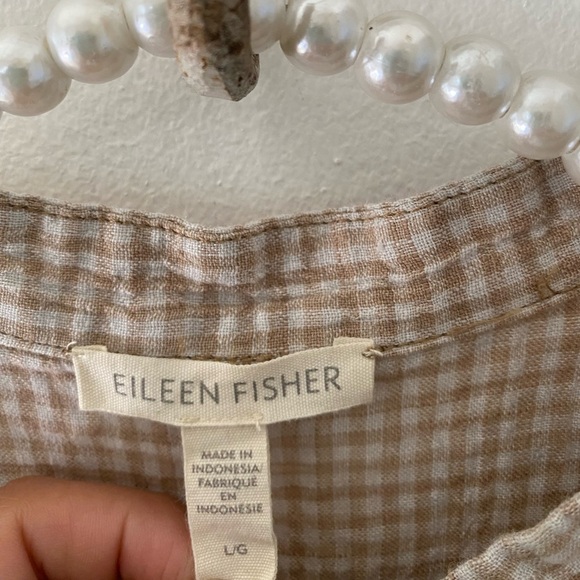 EILEEN FISHER
MADE IN
INDONESIA/
FABRIQUÉ
EN
INDONÉSIE
L/G